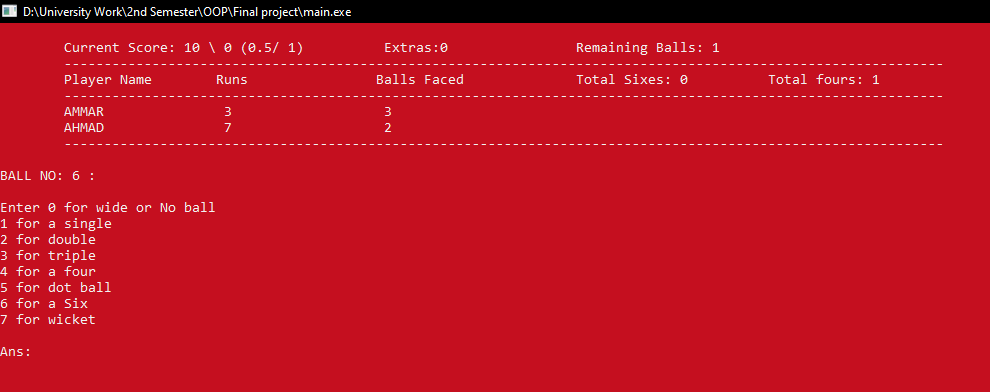 D:\University Work\2nd Semester\OOP\Final project\main.exe
Current Score: 10 \ 0 (0.5/ 1) Extras:0 Remaining Balls: 1
--------------------------------------------------------------------------------------------------------------
Player Name Runs Balls Faced Total Sixes: 0 Total fours: 1
--------------------------------------------------------------------------------------------------------------
AMMAR 3 3
AHMAD 7 2
--------------------------------------------------------------------------------------------------------------
BALL NO: 6 :
Enter 0 for wide or No ball
1 for a single
2 for double
3 for triple
4 for a four
5 for dot ball
6 for a Six
7 for wicket
Ans: